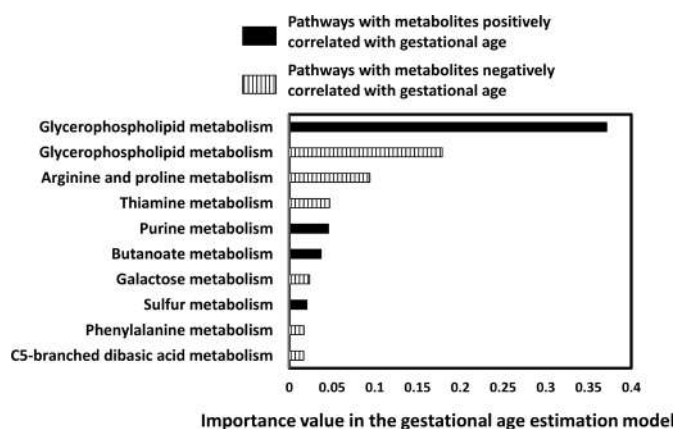 Pathways with metabolites positively
correlated with gestational age
Pathways with metabolites negatively
correlated with gestational age
Glycerophospholipid metabolism
Glycerophospholipid metabolism
Arginine and proline metabolism
Thiamine metabolism
Purine metabolism
Butanoate metabolism
Galactose metabolism
Sulfur metabolism
Phenylalanine metabolism
C5-branched dibasic acid metabolism
0 0.05 0.1 0.15 0.2 0.25 0.3 0.35 0.4
Importance value in the gestational age estimation model